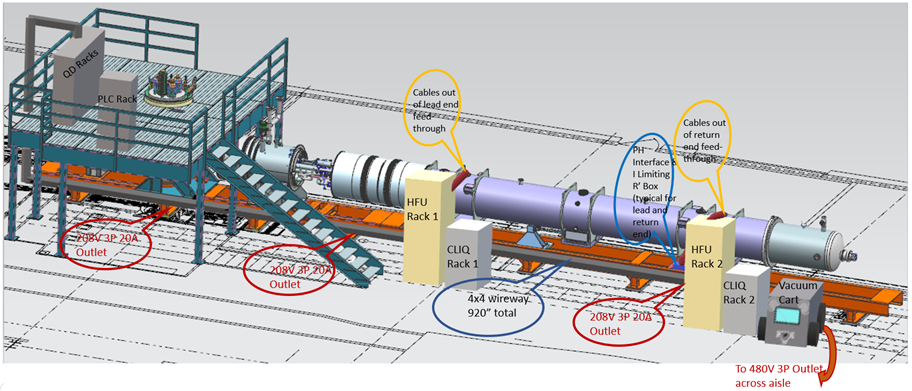 QD Racks
PLC Rack
Cables out
of lead end
feed-
through
Cables out
of return
end feed-
through
PH
Interface &
I Limiting
R' Box
(typical for
lead and
return
end)
HFU
Rack 1
CLIQ
Rack 1
HFU
Rack 2
CLIQ
Rack 2
Vacuum
Cart
208V 3P 20A
Outlet
208V 3P 20A
Outlet
4x4 wireway
920” total
208V 3P 20A
Outlet
To 480V 3P Outlet
across aisle